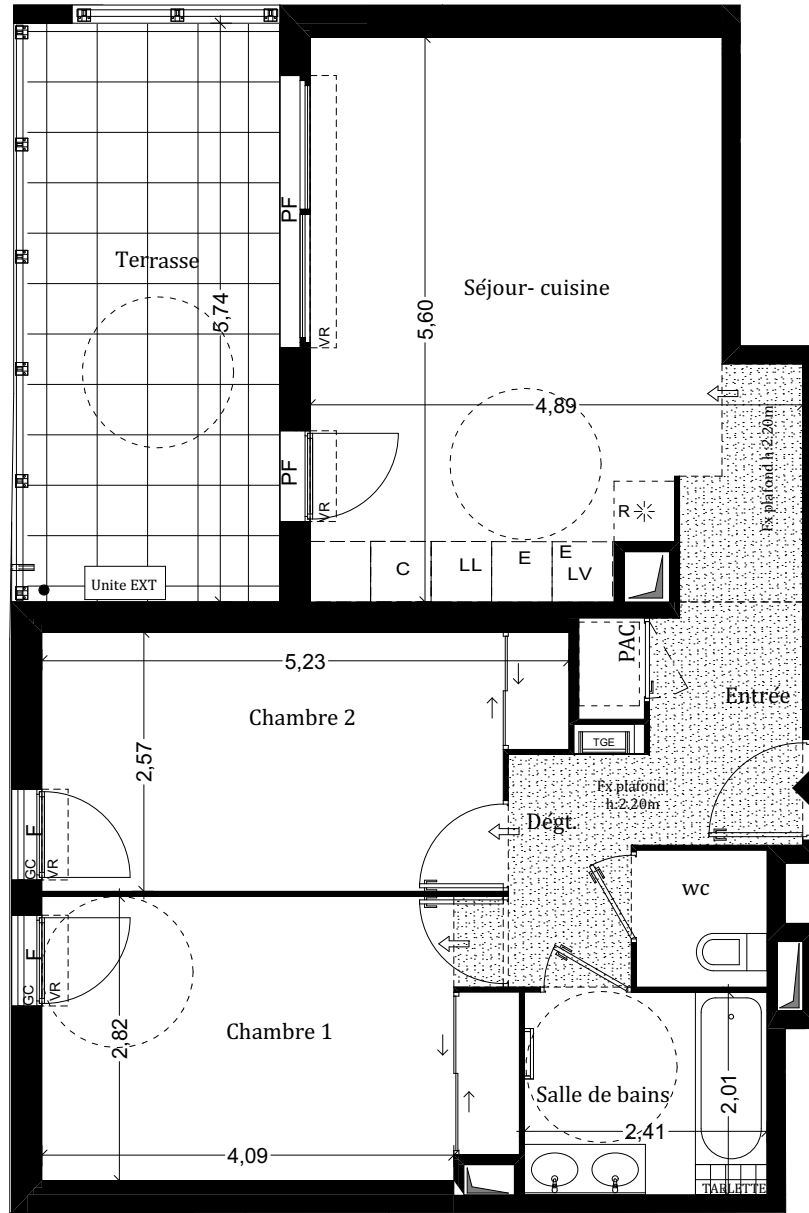 Terrasse
5,74
PF
VR
Séjour- cuisine
5,60
4,89
Fx plafond h:2.20m
PF
VR
R
C
LL
E
E
LV
Unite EXT
PAC
Entrée
5,23
Chambre 2
2,57
TGE
Fx plafond
h:2.20m
Dégt.
GC
F
VR
wc
GC
F
VR
Chambre 1
2,82
4,09
Salle de bains
2,41
2,01
TABLETTE